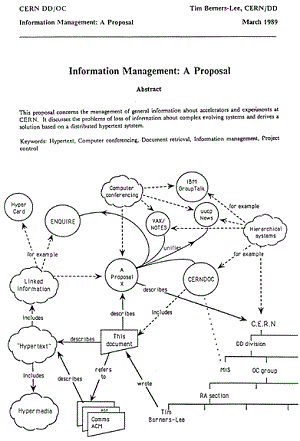 CERN DD/OC
Tim Berners-Lee, CERN/DD
Information Management: A Proposal
March 1989
Information Management: A Proposal
Abstract
This proposal concerns the management of general information about accelerators and experiments at
CERN. It discusses the problems of loss of information about complex evolving systems and derives a
solution based on a distributed hypertext system.
Keywords: Hypertext, Computer conferencing, Document retrieval, Information management, Project
control
IBM
GroupTalk
Computer
conferencing
Hyper
Card
ENQUIRE
VAX/
NOTES
uucp
News
for example
Hierarchical
systems
unifies
for example
A
Proposal
X
CERNDOC
for example
Linked
information
describes
describes
C.E.R.N
includes
includes
This
document
"Hypertext"
describes
DD division
refers
to
describes
MIS
OC group
includes
wrote
RA section
Hypermedia
Comms
ACM
Tim
Berners-Lee